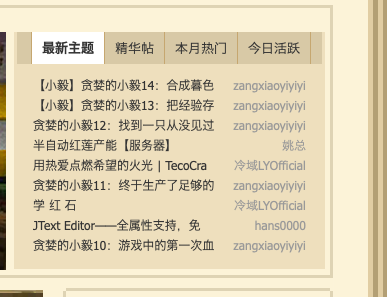 最新主题 精华帖 本月热门 今日活跃
【小毅】贪婪的小毅14：合成暮色 zangxiaoyiyiyi
【小毅】贪婪的小毅13：把经验存 zangxiaoyiyiyi
贪婪的小毅12：找到一只从没见过 zangxiaoyiyiyi
半自动红莲产能【服务器】 姚总
用热爱点燃希望的火光 | TecoCra 冷域LYOfficial
贪婪的小毅11：终于生产了足够的 zangxiaoyiyiyi
学 红 石 冷域LYOfficial
JText Editor——全属性支持，免 hans0000
贪婪的小毅10：游戏中的第一次血 zangxiaoyiyiyi